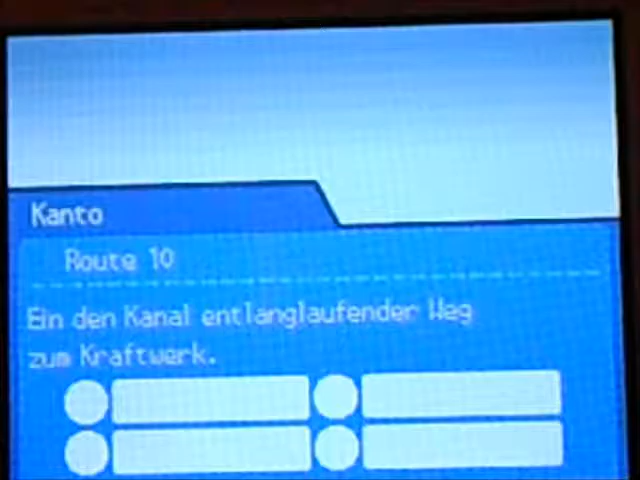 Kanto
Route 10
Ein den Kanal entlanglaufender Weg
zum Kraftwerk.